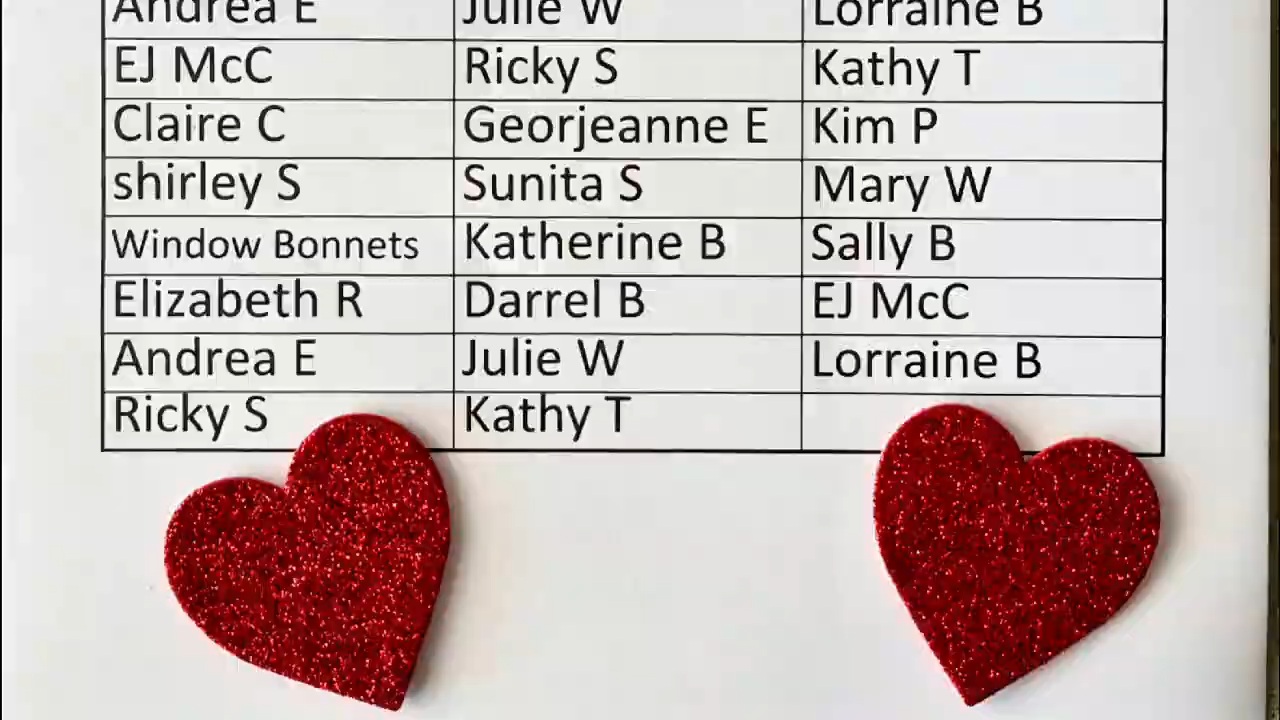 Andrea E Julie W Lorraine B
EJ McC Ricky S Kathy T
Claire C Georjeanne E Kim P
shirley S Sunita S Mary W
Window Bonnets Katherine B Sally B
Elizabeth R Darrel B EJ McC
Andrea E Julie W Lorraine B
Ricky S Kathy T